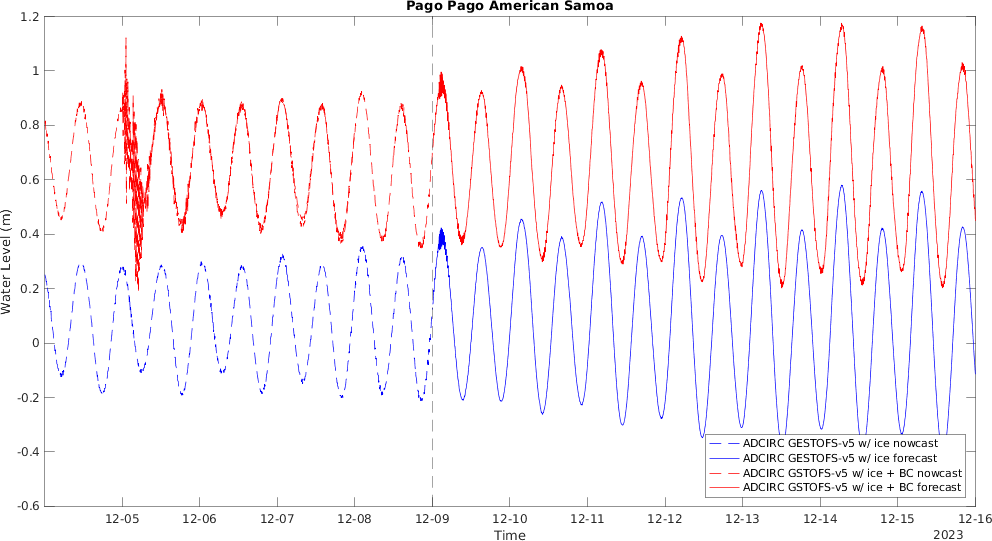 Pago Pago American Samoa
1.2
1
0.8
0.6
0.4
0.2
0
-0.2
-0.4
-0.6
Water Level (m)
ADCIRC GESTOFS-v5 w/ ice nowcast
ADCIRC GESTOFS-v5 w/ ice forecast
ADCIRC GSTOFS-v5 w/ ice + BC nowcast
ADCIRC GSTOFS-v5 w/ ice + BC forecast
12-05 12-06 12-07 12-08 12-09 12-10 12-11 12-12 12-13 12-14 12-15 12-16
Time
2023